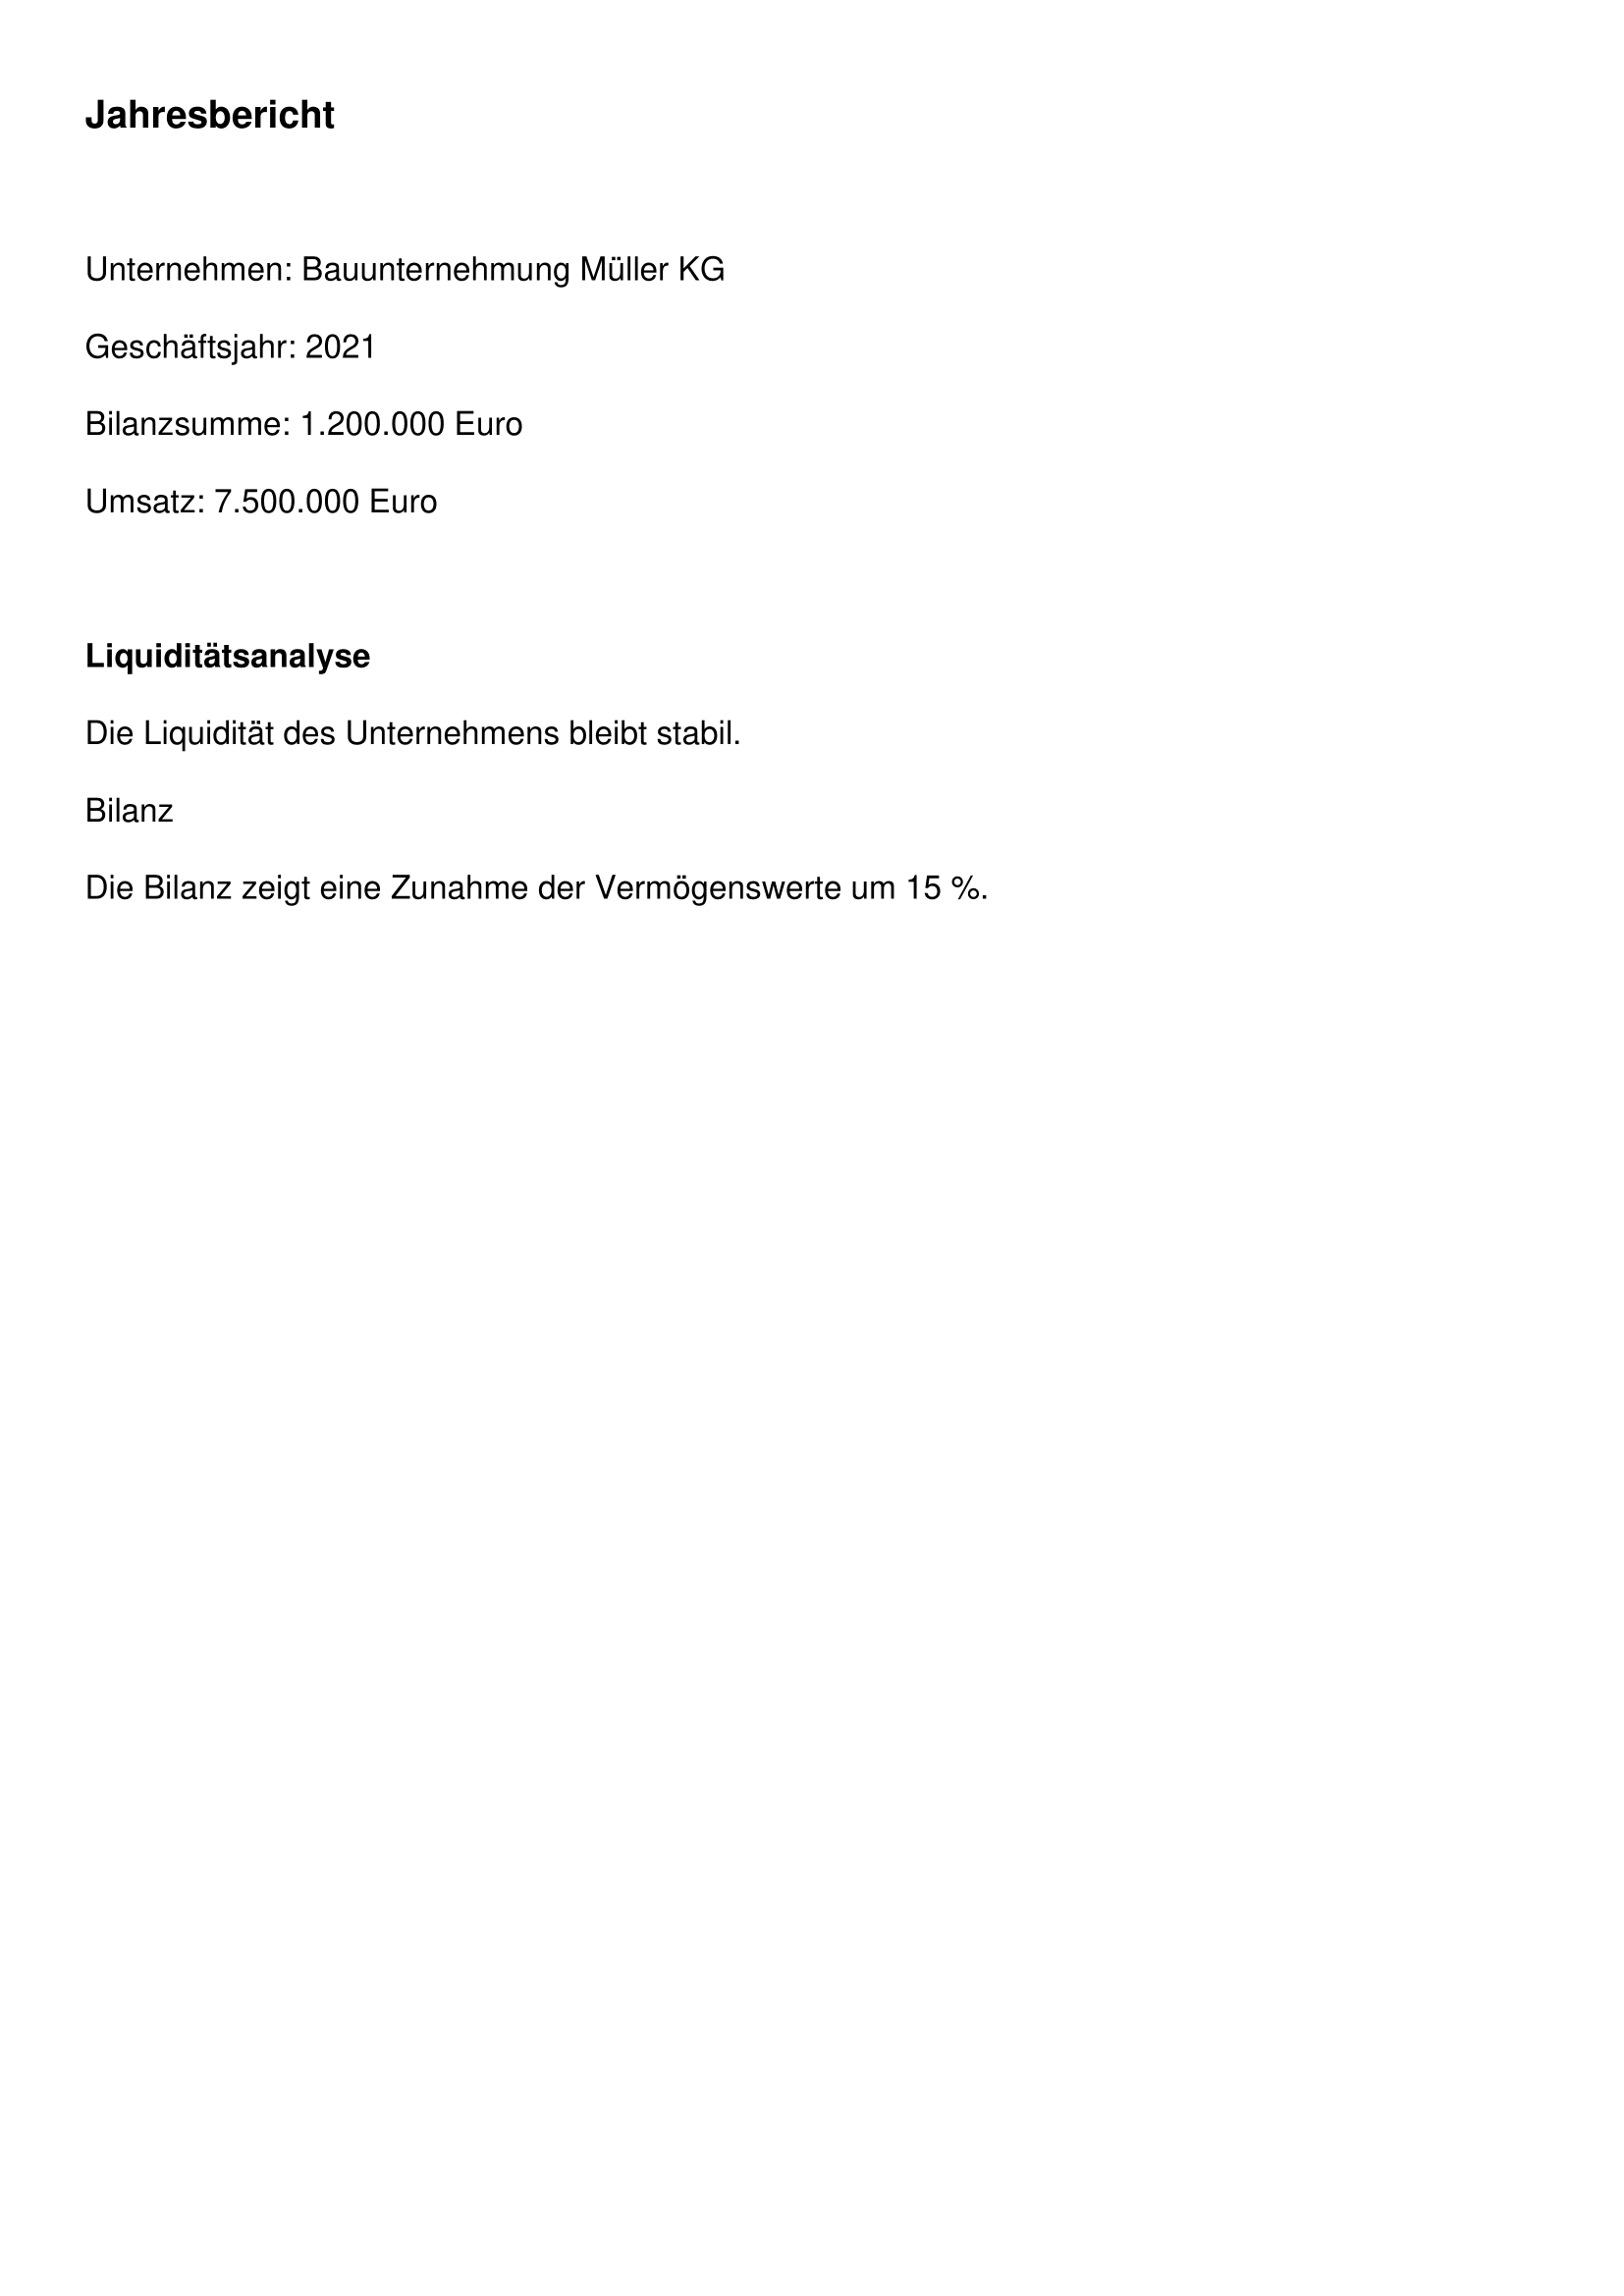 Jahresbericht
Unternehmen: Bauunternehmung Müller KG
Geschäftsjahr: 2021
Bilanzsumme: 1.200.000 Euro
Umsatz: 7.500.000 Euro
Liquiditätsanalyse
Die Liquidität des Unternehmens bleibt stabil.
Bilanz
Die Bilanz zeigt eine Zunahme der Vermögenswerte um 15 %.